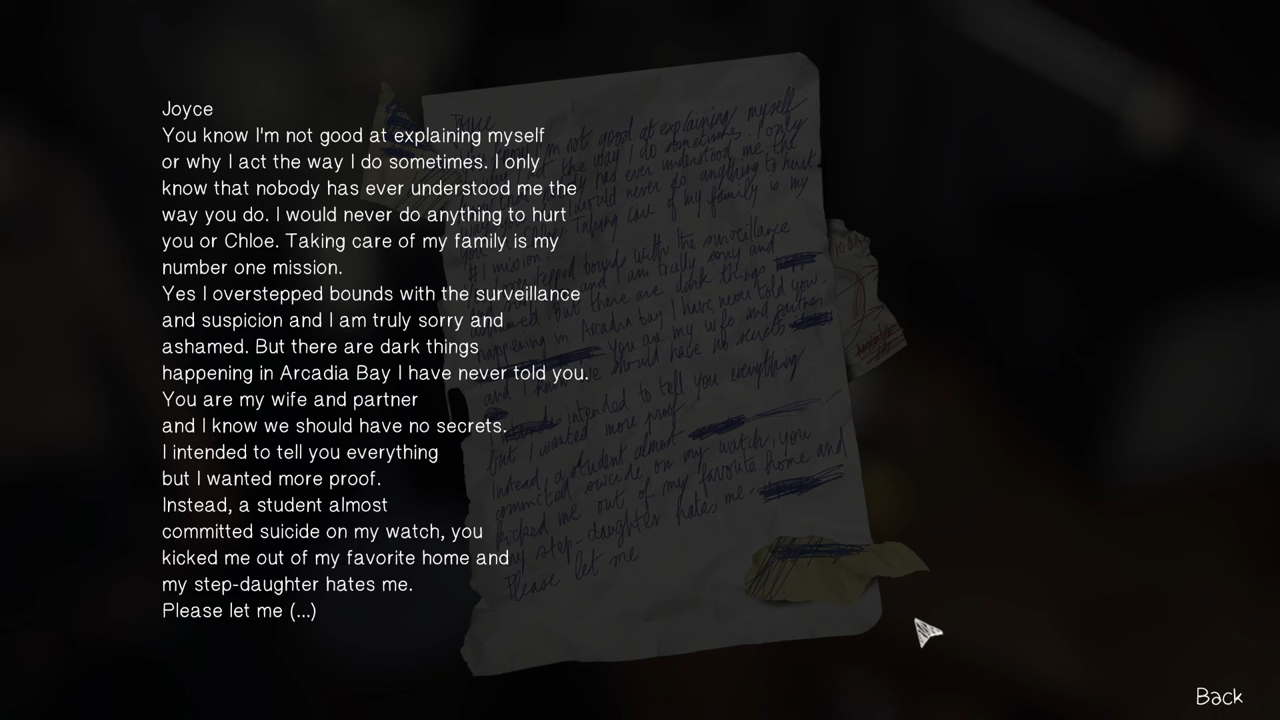 Joyce
You know I'm not good at explaining myself
or why I act the way I do sometimes. I only
know that nobody has ever understood me the
way you do. I would never do anything to hurt
you or Chloe. Taking care of my family is my
number one mission.
Yes I overstepped bounds with the surveillance
and suspicion and I am truly sorry and
ashamed. But there are dark things
happening in Arcadia Bay I have never told you.
You are my wife and partner
and I know we should have no secrets.
I intended to tell you everything
but I wanted more proof.
Instead, a student almost
committed suicide on my watch, you
kicked me out of my favorite home and
my step-daughter hates me.
Please let me (...)
Back